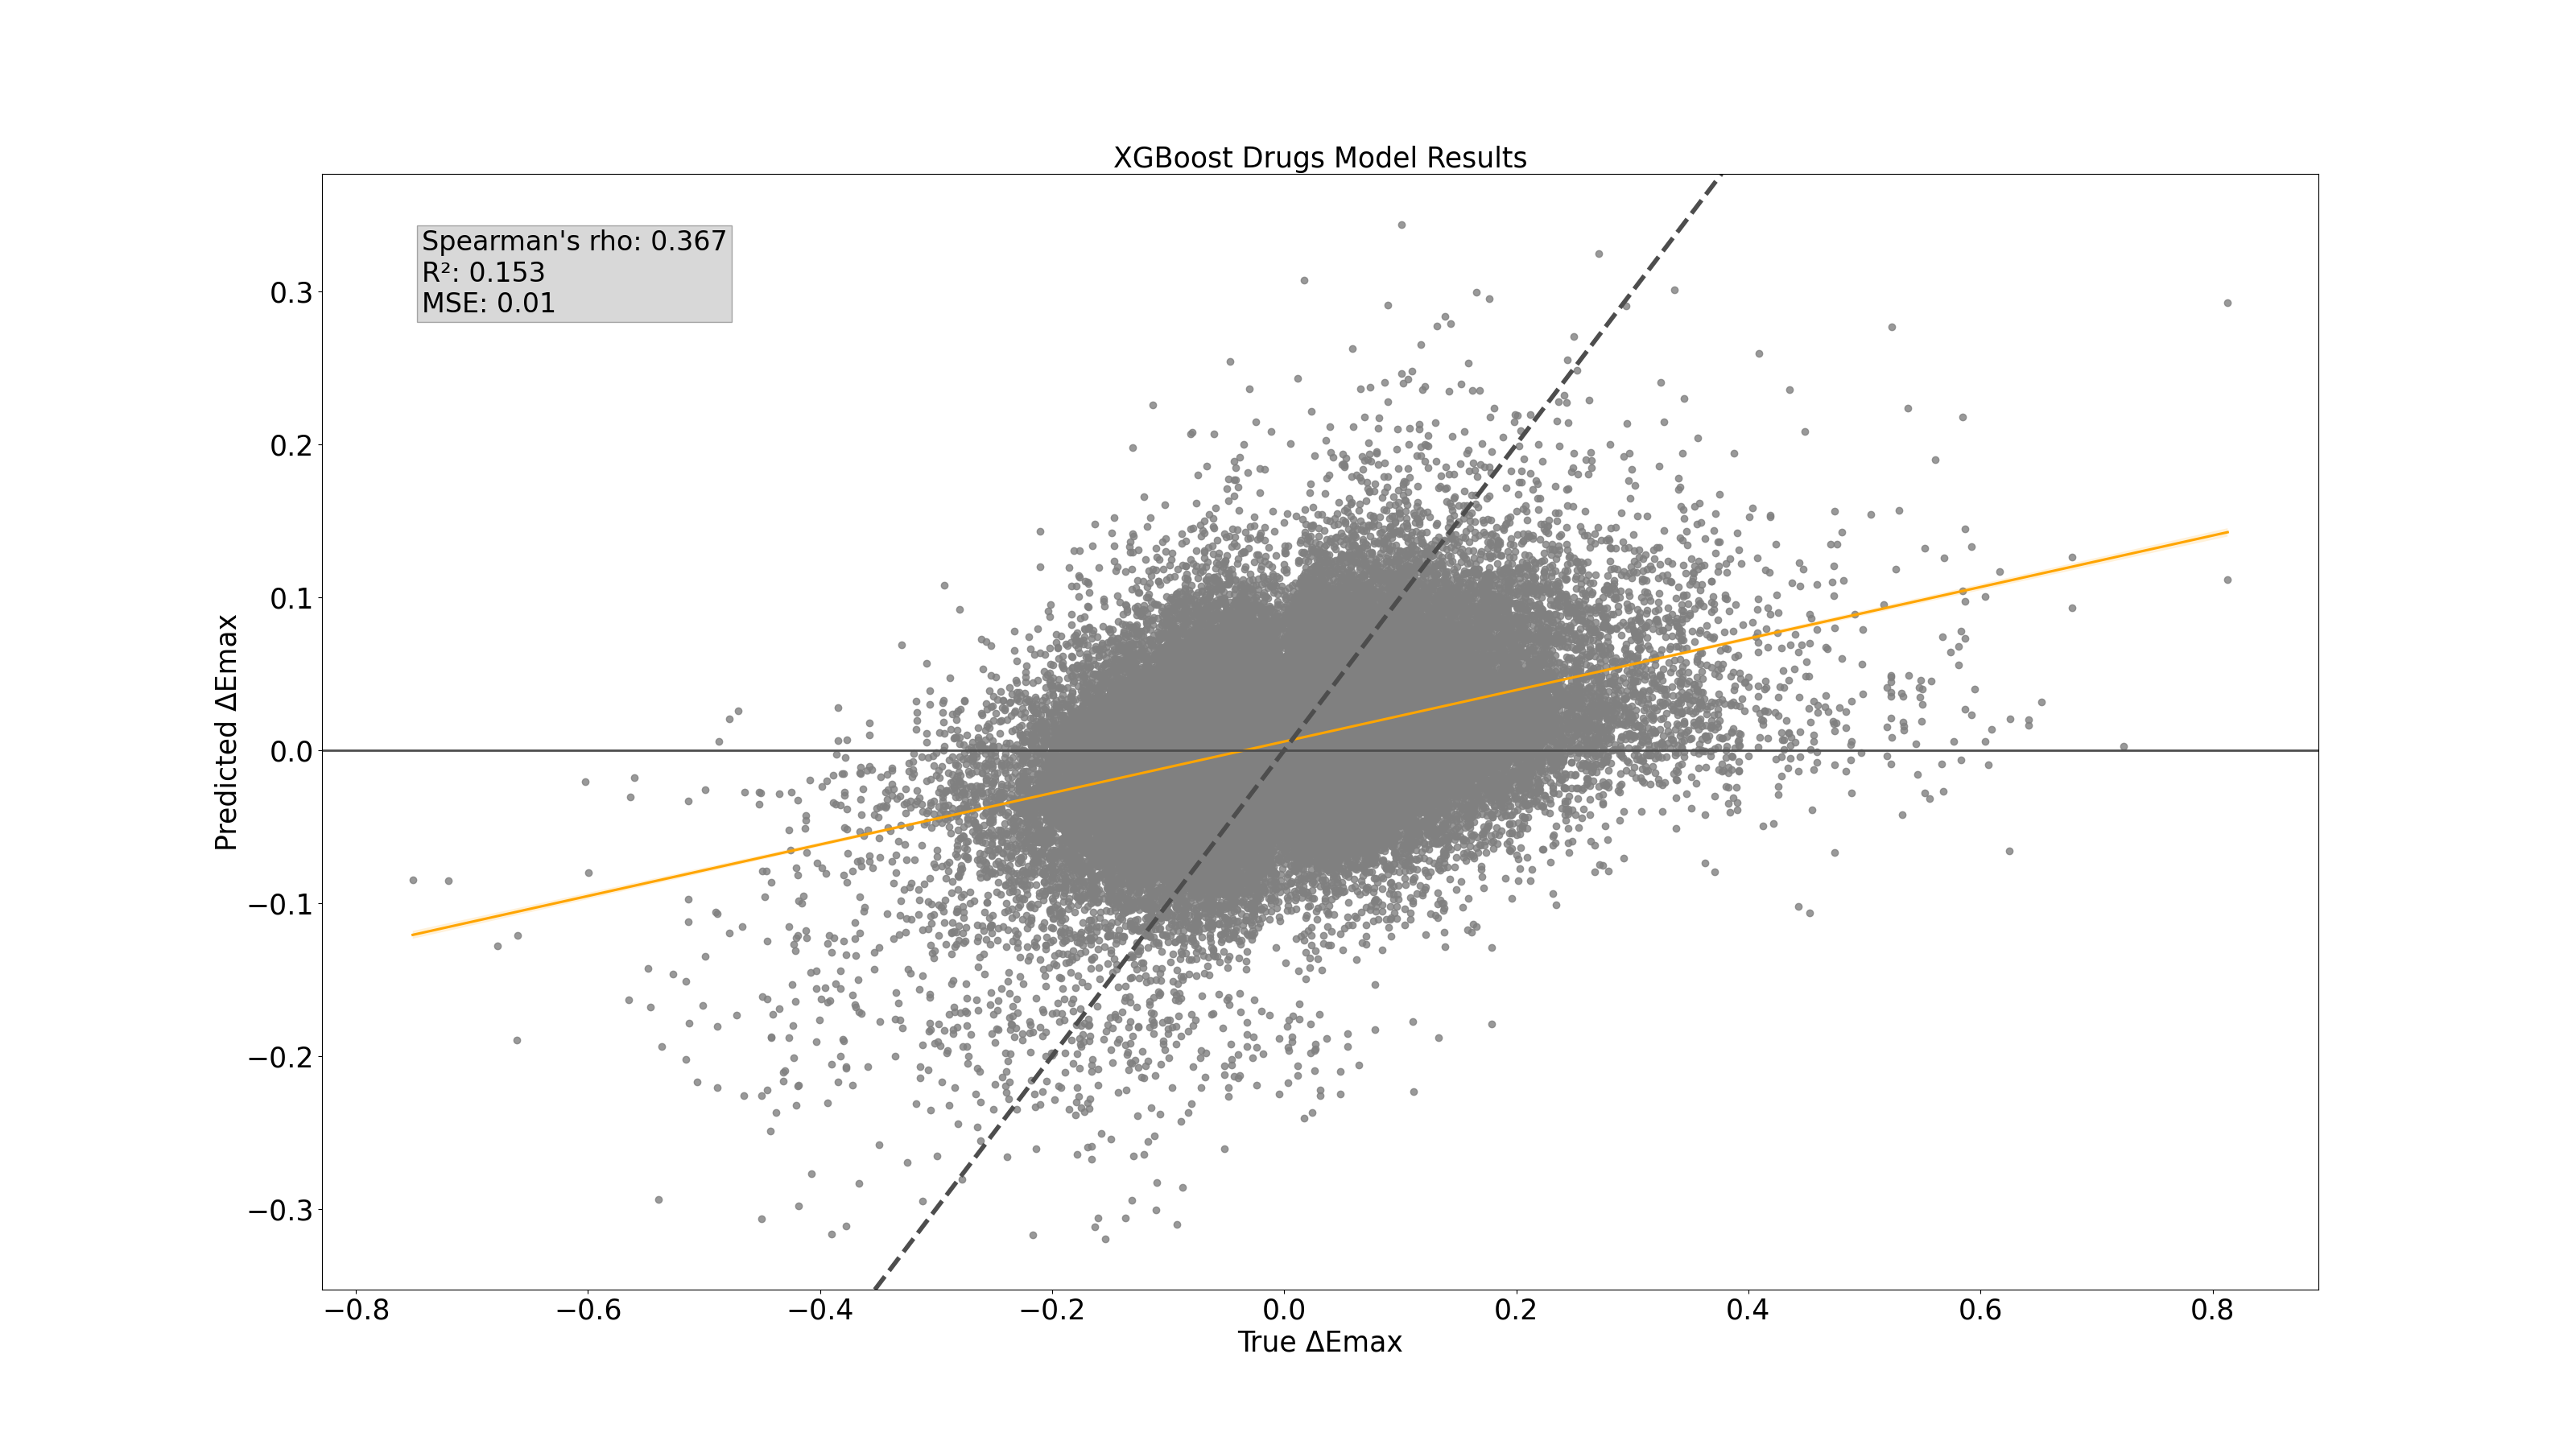 XGBoost Drugs Model Results
Spearman's rho: 0.367
R²: 0.153
MSE: 0.01
Predicted ΔEmax
0.3
0.2
0.1
0.0
−0.1
−0.2
−0.3
−0.8 −0.6 −0.4 −0.2 0.0 0.2 0.4 0.6 0.8
True ΔEmax